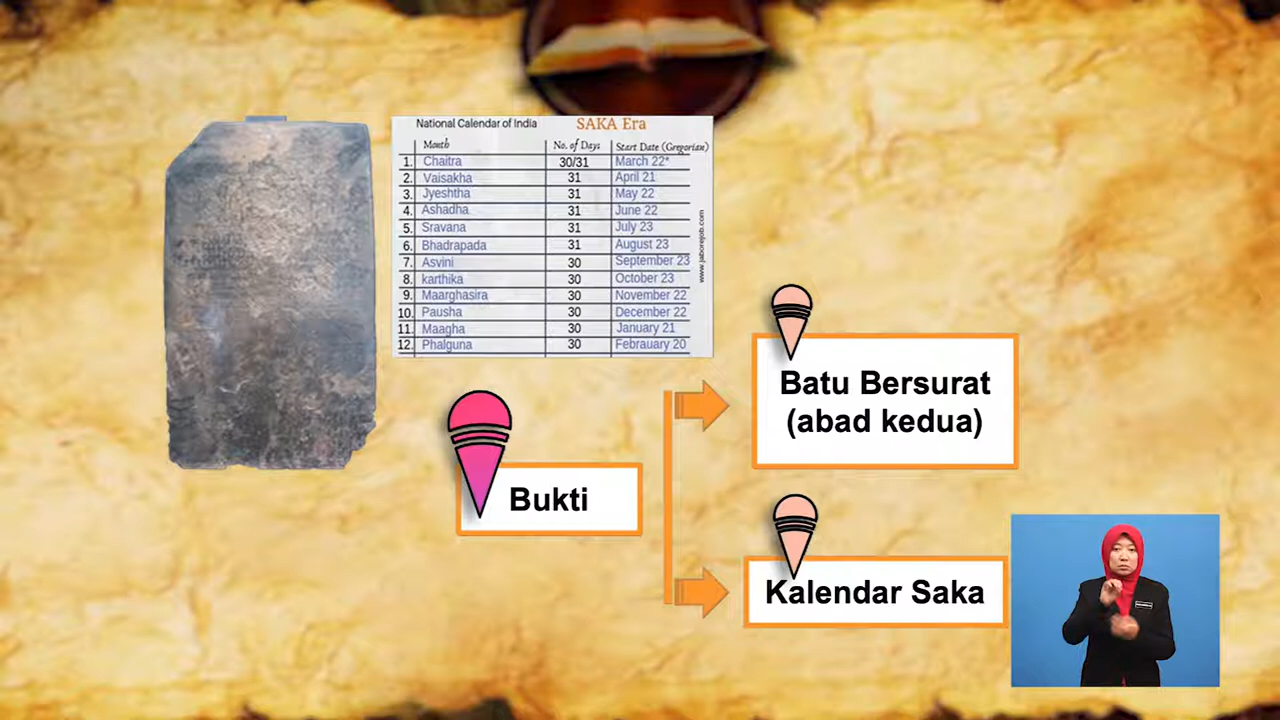 National Calendar of India SAKA Era
Month No. of Days Start Date (Gregorian)
1. Chaitra 30/31 March 22*
2. Vaisakha 31 April 21
3. Jyeshtha 31 May 22
4. Ashadha 31 June 22
5. Sravana 31 July 23
6. Bhadrapada 31 August 23
7. Asvini 30 September 23
8. karthika 30 October 23
9. Maarghasira 30 November 22
10. Pausha 30 December 22
11. Maagha 30 January 21
12. Phalguna 30 Febrauary 20
www.jaborejob.com
Batu Bersurat
(abad kedua)
Bukti
Kalendar Saka